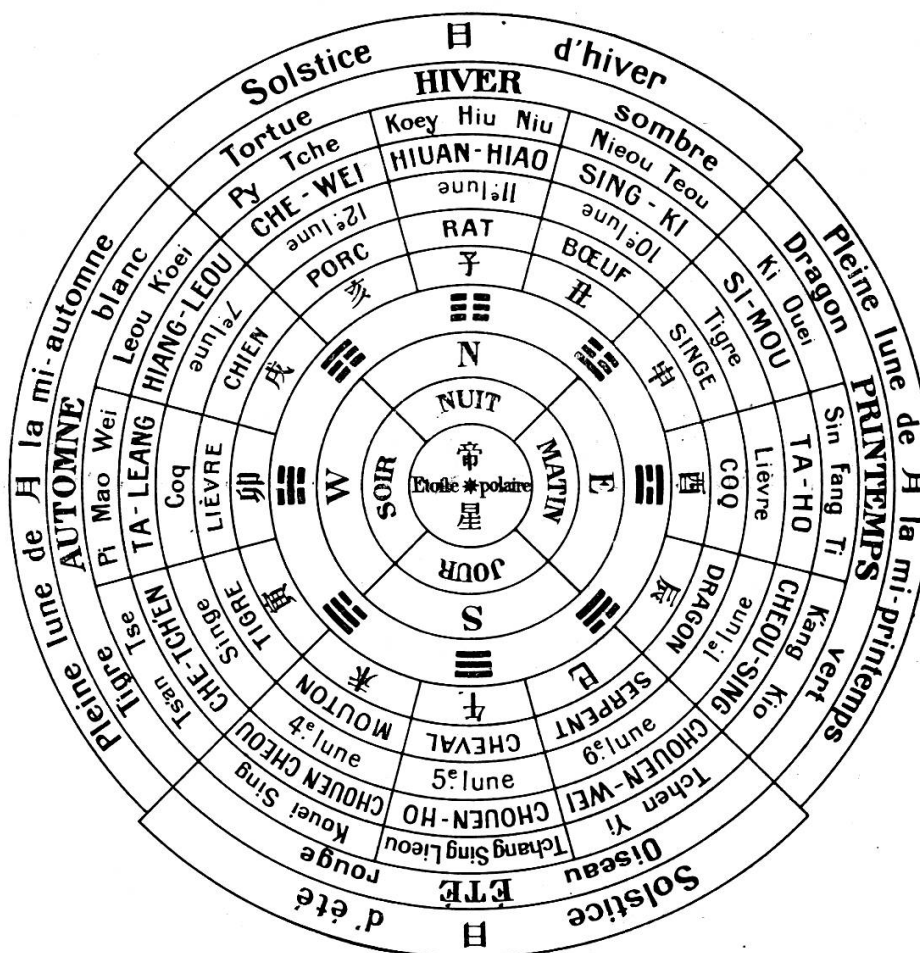 Solstice 日 d'hiver
HIVER
Tortue sombre
Koey Hiu Niu
HIUAN-HIAO
11e lune
RAT
子
Nieou Teou
SING-KI
10e lune
BŒUF
丑
Pleine lune de 月 la mi-printemps
PRINTEMPS
Dragon vert
Ki Ouei
SI-MOU
Tigre
SINGE
申
Sin fang Ti
TA-HO
Lièvre
COQ
酉
Kang Kio
CHEOU-SING
1e lune
DRAGON
辰
Tchen Yi
CHOUEN-WEI
6e lune
SERPENT
巳
Solstice 日 d'été
ÉTÉ
Oiseau rouge
Tchang Sing Lieou
CHOUEN-HO
5e lune
CHEVAL
午
Kouei Sing
CHOUEN CHEOU
4e lune
MOUTON
未
Pleine lune de 月 la mi-automne
AUTOMNE
Tigre blanc
Ts'an Tse
CHE-TCH'EN
Singe
TIGRE
寅
Pi Mao Wei
TA-LEANG
Coq
LIÈVRE
卯
Leou K'oei
HIANG-LEOU
7e lune
CHIEN
戌
Py Tche
CHE-WEI
12e lune
PORC
亥
N
E
S
W
NUIT
MATIN
JOUR
SOIR
帝
Etoile polaire
星